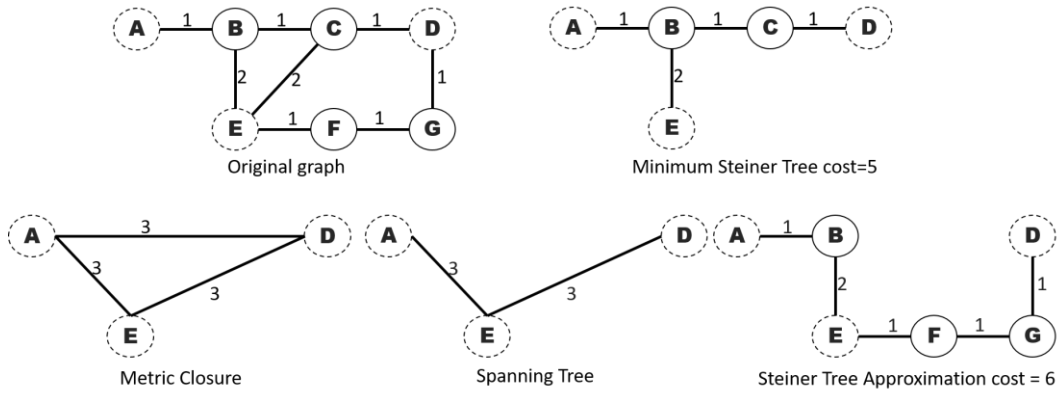 A 1 B 1 C 1 D
2 2 1
E 1 F 1 G
Original graph
A 1 B 1 C 1 D
2
E
Minimum Steiner Tree cost=5
A 3 D
3 3
E
Metric Closure
A D
3 3
E
Spanning Tree
A 1 B D
2 1
E 1 F 1 G
Steiner Tree Approximation cost = 6